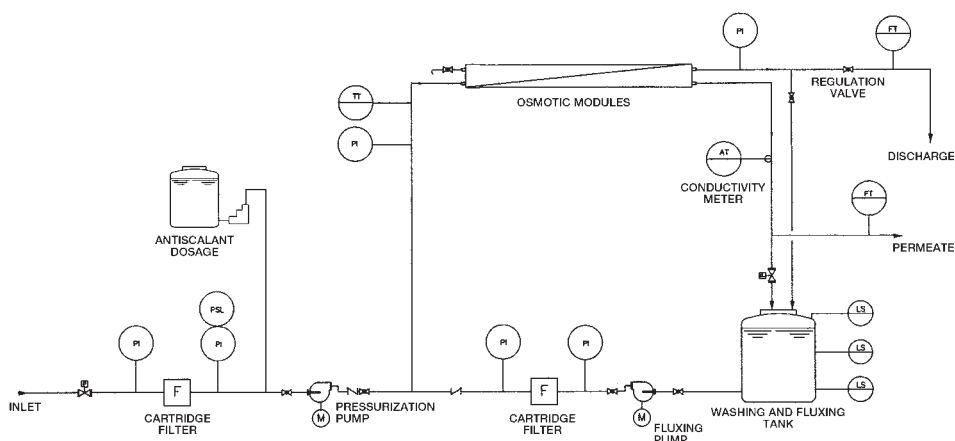 PI
FT
REGULATION
VALVE
OSMOTIC MODULES
TT
PI
DISCHARGE
AT
CONDUCTIVITY
METER
FT
PERMEATE
ANTISCALANT
DOSAGE
PSL
PI
PI
PI
PI
LS
LS
LS
F
F
M
M
INLET
CARTRIDGE
FILTER
PRESSURIZATION
PUMP
CARTRIDGE
FILTER
FLUXING
PUMP
WASHING AND FLUXING
TANK